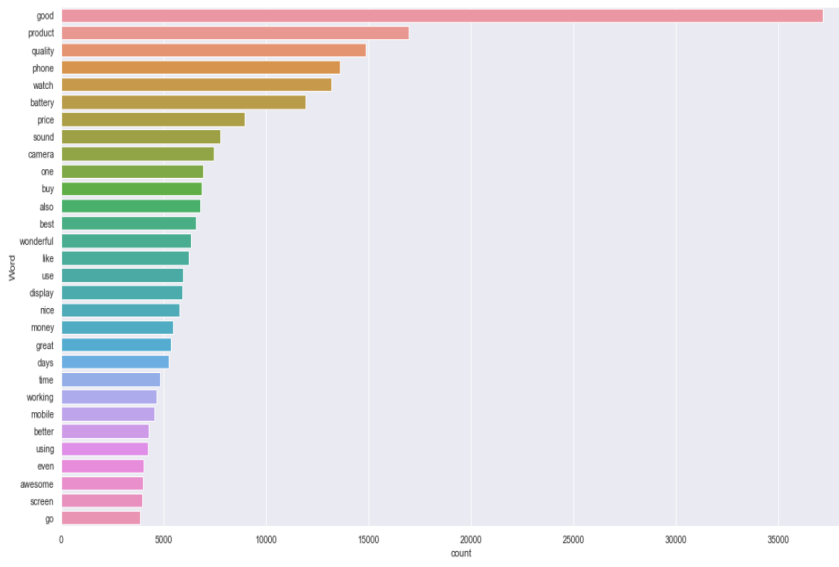 good
product
quality
phone
watch
battery
price
sound
camera
one
buy
also
best
wonderful
like
use
display
nice
money
great
days
time
working
mobile
better
using
even
awesome
screen
go
Word
0 5000 10000 15000 20000 25000 30000 35000
count